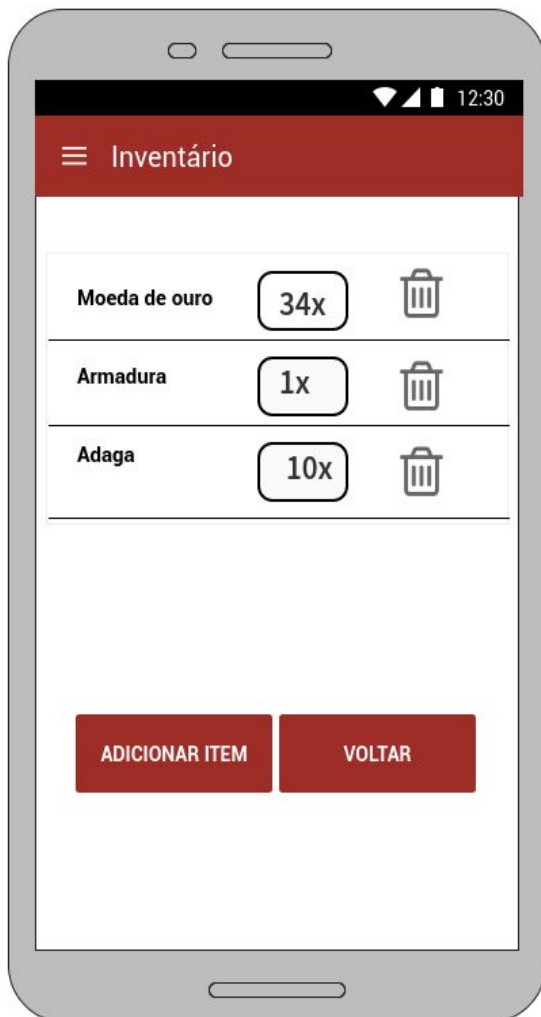 12:30
Inventário
Moeda de ouro 34x
Armadura 1x
Adaga 10x
ADICIONAR ITEM VOLTAR